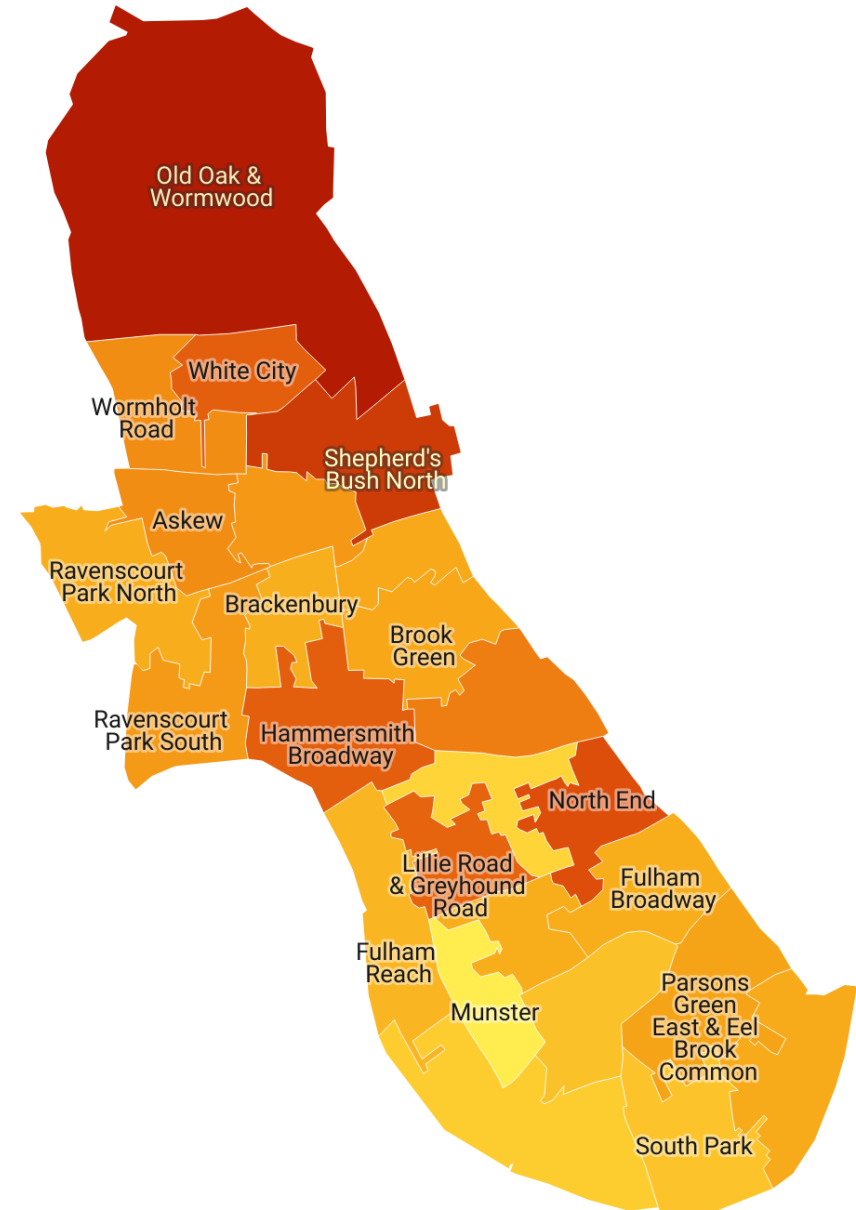 Old Oak &
Wormwood
White City
Wormholt
Road
Shepherd's
Bush North
Askew
Ravenscourt
Park North
Brackenbury
Brook
Green
Ravenscourt
Park South
Hammersmith
Broadway
North End
Lillie Road
& Greyhound
Road
Fulham
Broadway
Fulham
Reach
Parsons
Green
East & Eel
Brook
Common
Munster
South Park